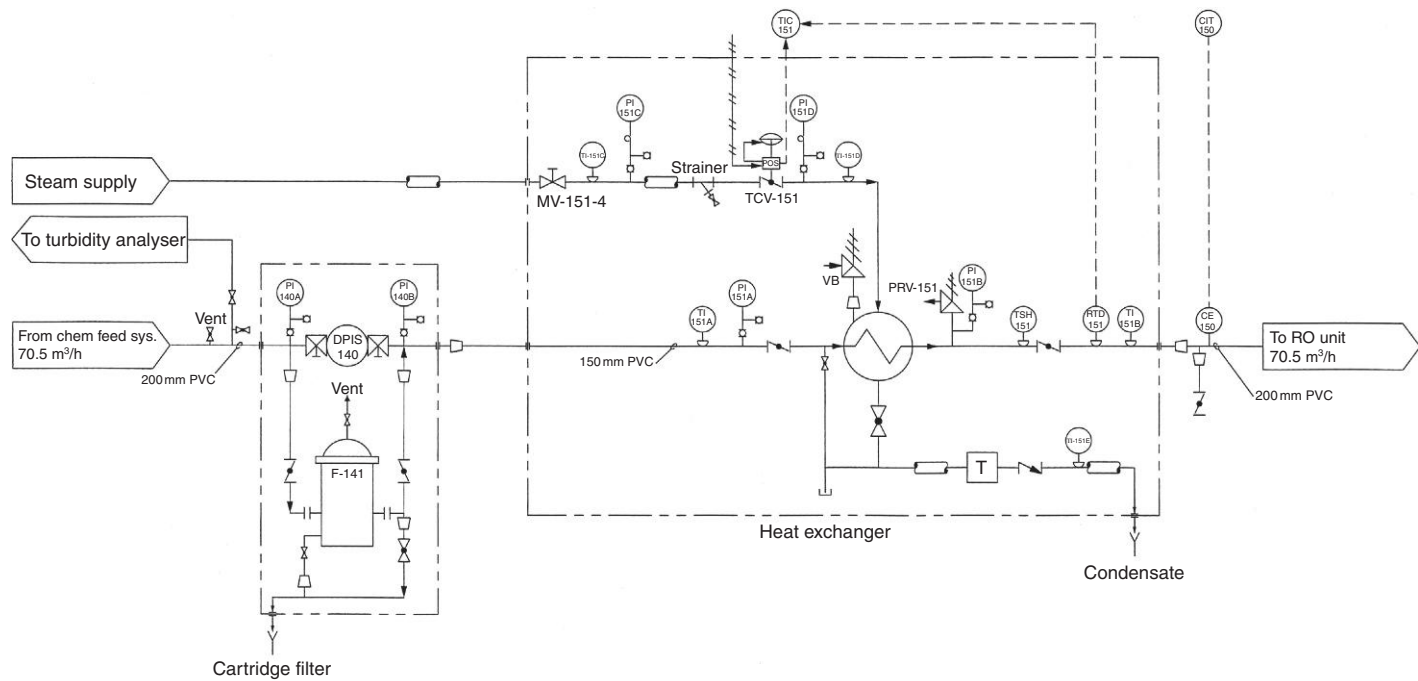 TIC
151
CIT
150
PI
151C
PI
151D
TI-151C
Strainer
POS
TI-151D
Steam supply
MV-151-4
TCV-151
To turbidity analyser
PI
140A
PI
140B
VB
PRV-151
PI
151B
PI
151A
Vent
TI
151A
TSH
151
RTD
151
TI
151B
CE
150
From chem feed sys.
70.5 m³/h
DPIS
140
To RO unit
70.5 m³/h
150 mm PVC
200 mm PVC
200 mm PVC
Vent
F-141
TI-151E
T
Heat exchanger
Condensate
Cartridge filter